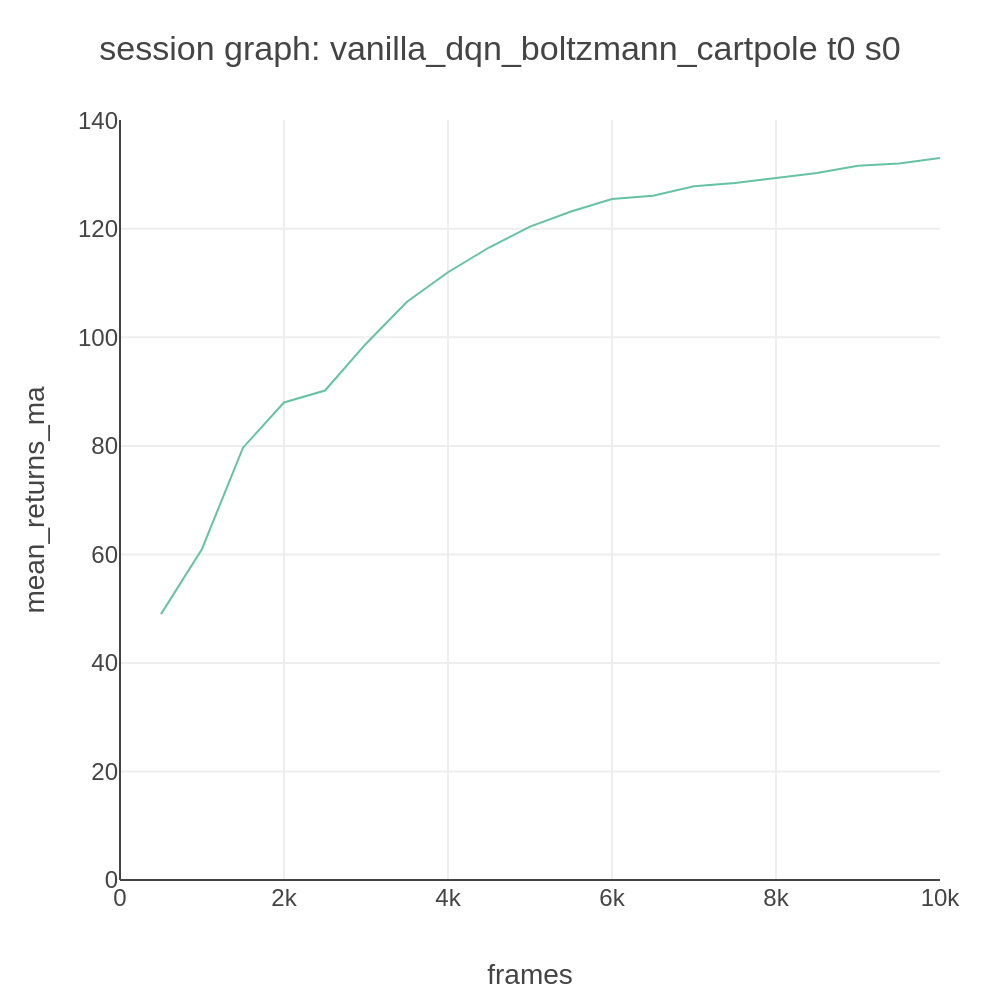 session graph: vanilla_dqn_boltzmann_cartpole t0 s0
mean_returns_ma
140
120
100
80
60
40
20
0
0 2k 4k 6k 8k 10k
frames